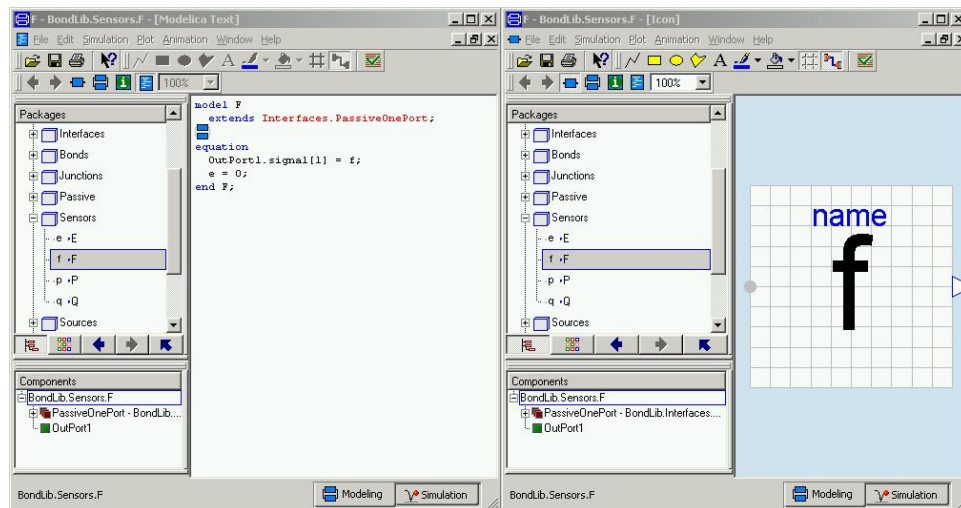 F - BondLib.Sensors.F - [Modelica Text]
File Edit Simulation Plot Animation Window Help
100%
Packages
Interfaces
Bonds
Junctions
Passive
Sensors
e E
f F
p P
q Q
Sources
Components
BondLib.Sensors.F
PassiveOnePort - BondLib....
OutPort1
model F
extends Interfaces.PassiveOnePort;
equation
OutPort1.signal[1] = f;
e = 0;
end F;
BondLib.Sensors.F
Modeling
Simulation
F - BondLib.Sensors.F - [Icon]
File Edit Simulation Plot Animation Window Help
100%
Packages
Interfaces
Bonds
Junctions
Passive
Sensors
e E
f F
p P
q Q
Sources
Components
BondLib.Sensors.F
PassiveOnePort - BondLib.Interfaces....
OutPort1
name
f
BondLib.Sensors.F
Modeling
Simulation